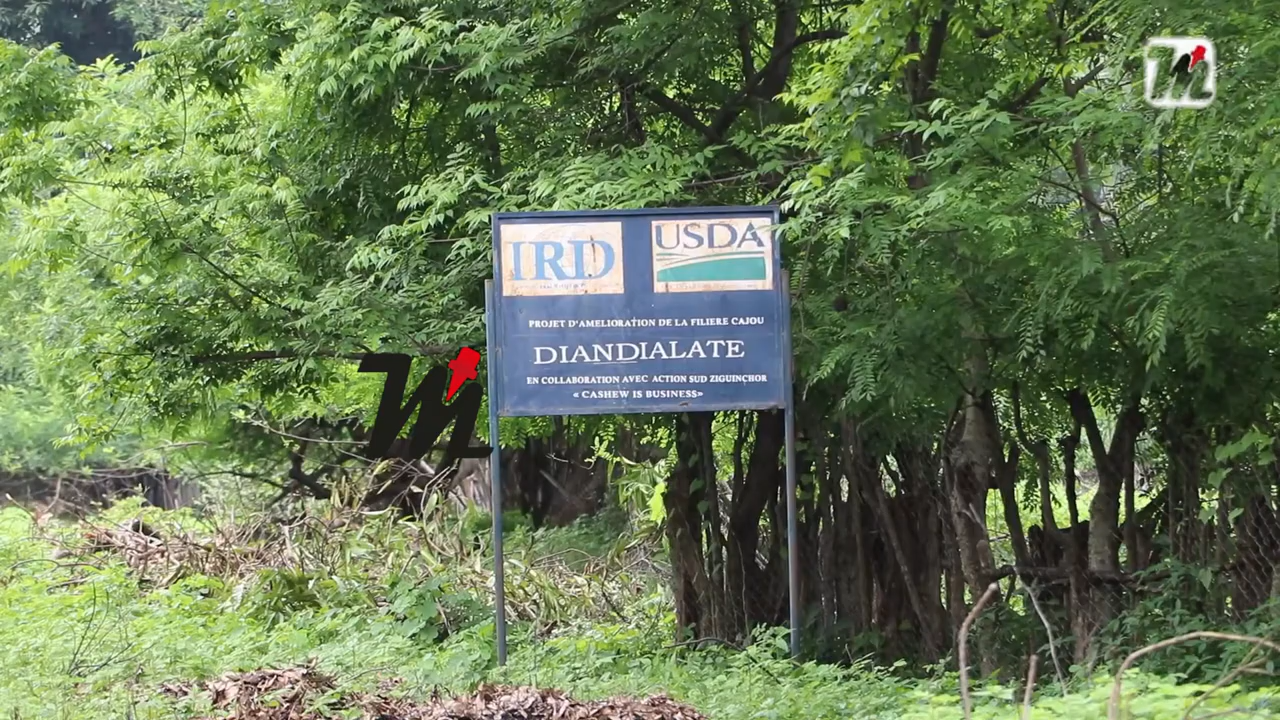 IRD
USDA
PROJET D'AMELIORATION DE LA FILIERE CAJOU
DIANDIALATE
EN COLLABORATION AVEC ACTION SUD ZIGUINCHOR
« CASHEW IS BUSINESS»